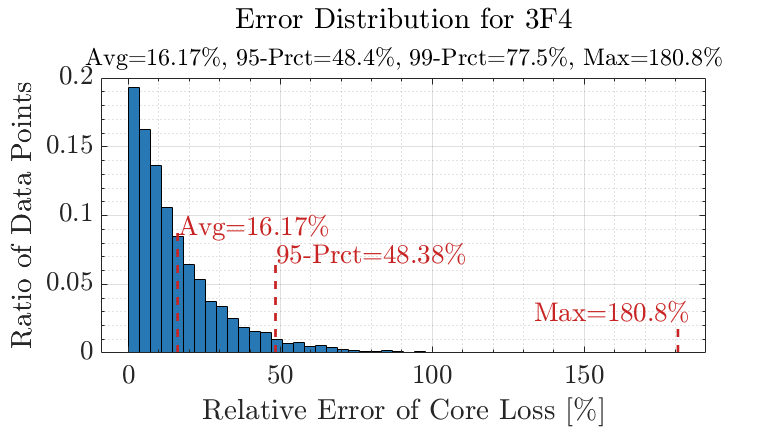 Error Distribution for 3F4
Avg=16.17%, 95-Prct=48.4%, 99-Prct=77.5%, Max=180.8%
Ratio of Data Points
0.2
0.15
0.1
0.05
0
Avg=16.17%
95-Prct=48.38%
Max=180.8%
0 50 100 150
Relative Error of Core Loss [%]